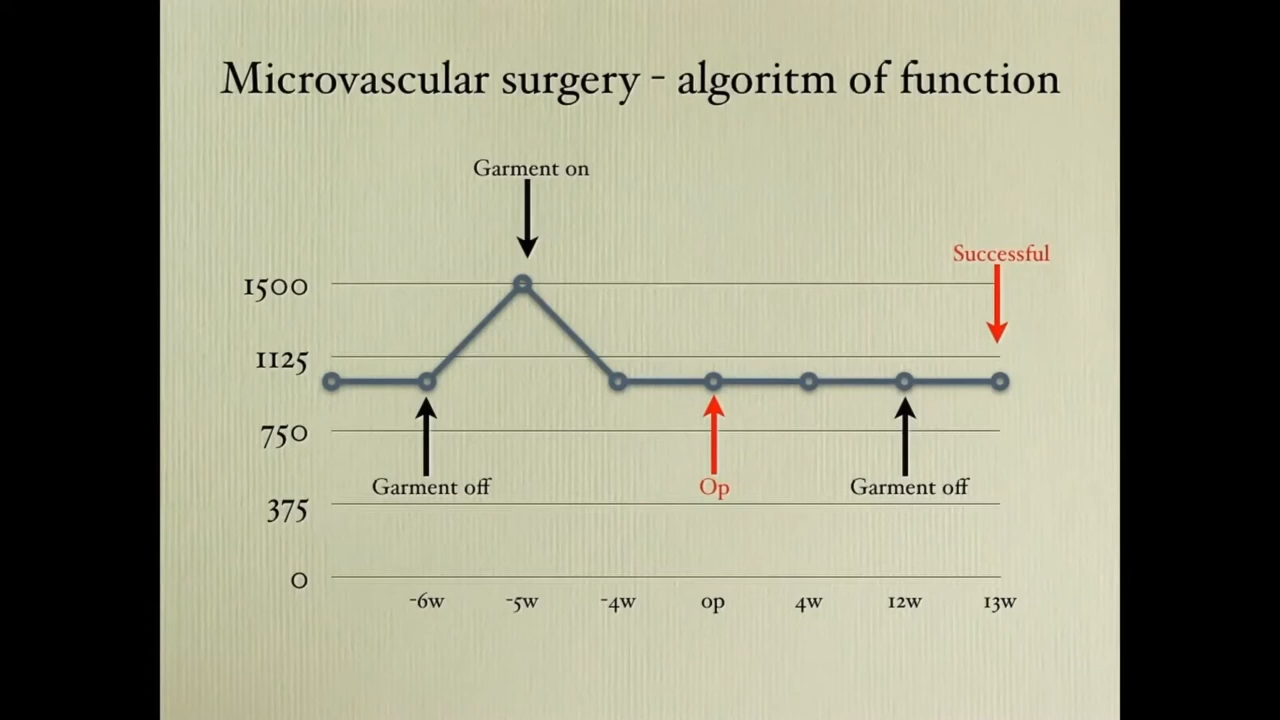 Microvascular surgery - algoritm of function
Garment on
Successful
1500
1125
750
Garment off
Op
Garment off
375
0
-6w
-5w
-4w
op
4w
12w
13w